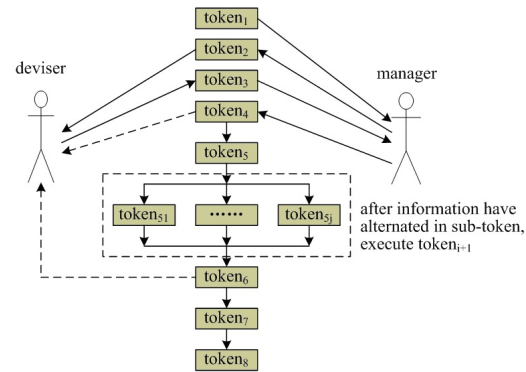 token1
token2
deviser
manager
token3
token4
token5
token51
......
token5j
after information have
alternated in sub-token,
execute tokeni+1
token6
token7
token8